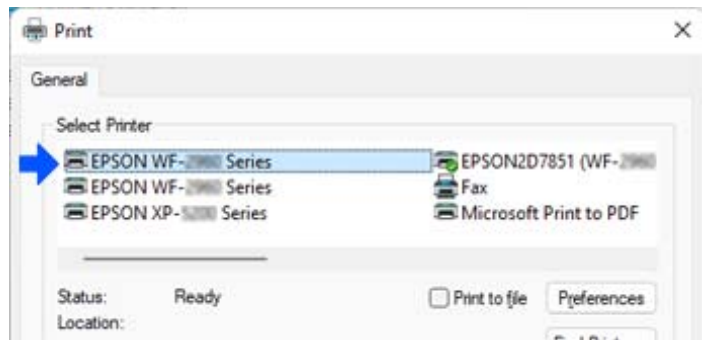 Print
General
Select Printer
EPSON WF- Series
EPSON2D7851 (WF-
EPSON WF- Series
Fax
EPSON XP- Series
Microsoft Print to PDF
Status: Ready
Print to file
Preferences
Location: